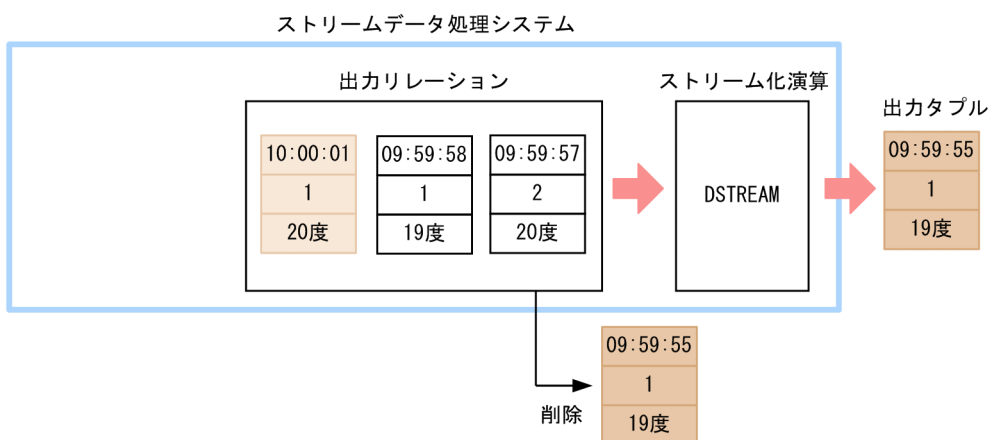 ストリームデータ処理システム
出力リレーション
ストリーム化演算
出力タプル
10:00:01
1
20度
09:59:58
1
19度
09:59:57
2
20度
DSTREAM
09:59:55
1
19度
削除
09:59:55
1
19度